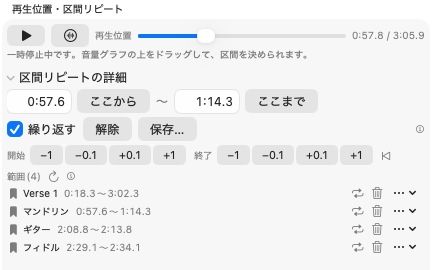 再生位置・区間リピート
再生位置 0:57.8 / 3:05.9
一時停止中です。音量グラフの上をドラッグして、区間を決められます。
区間リピートの詳細
0:57.6 ここから 〜 1:14.3 ここまで
繰り返す 解除 保存...
開始 −1 −0.1 +0.1 +1 終了 −1 −0.1 +0.1 +1
範囲(4)
Verse 1 0:18.3〜3:02.3
マンドリン 0:57.6〜1:14.3
ギター 2:08.8〜2:13.8
フィドル 2:29.1〜2:34.1